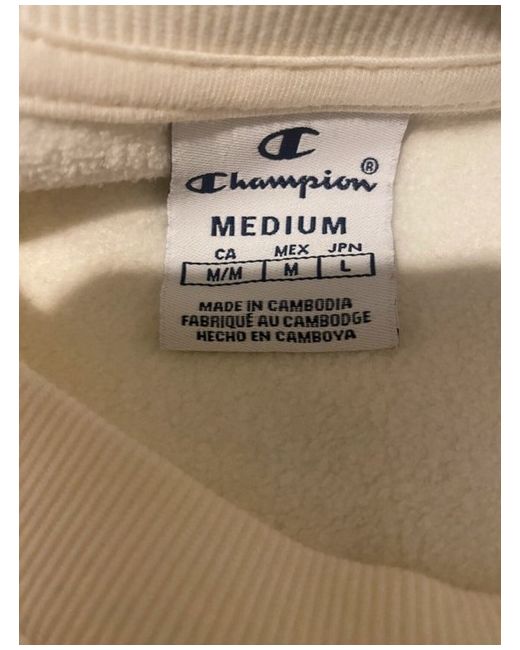 Champion®
MEDIUM
CA MEX JPN
M/M M L
MADE IN CAMBODIA
FABRIQUÉ AU CAMBODGE
HECHO EN CAMBOYA